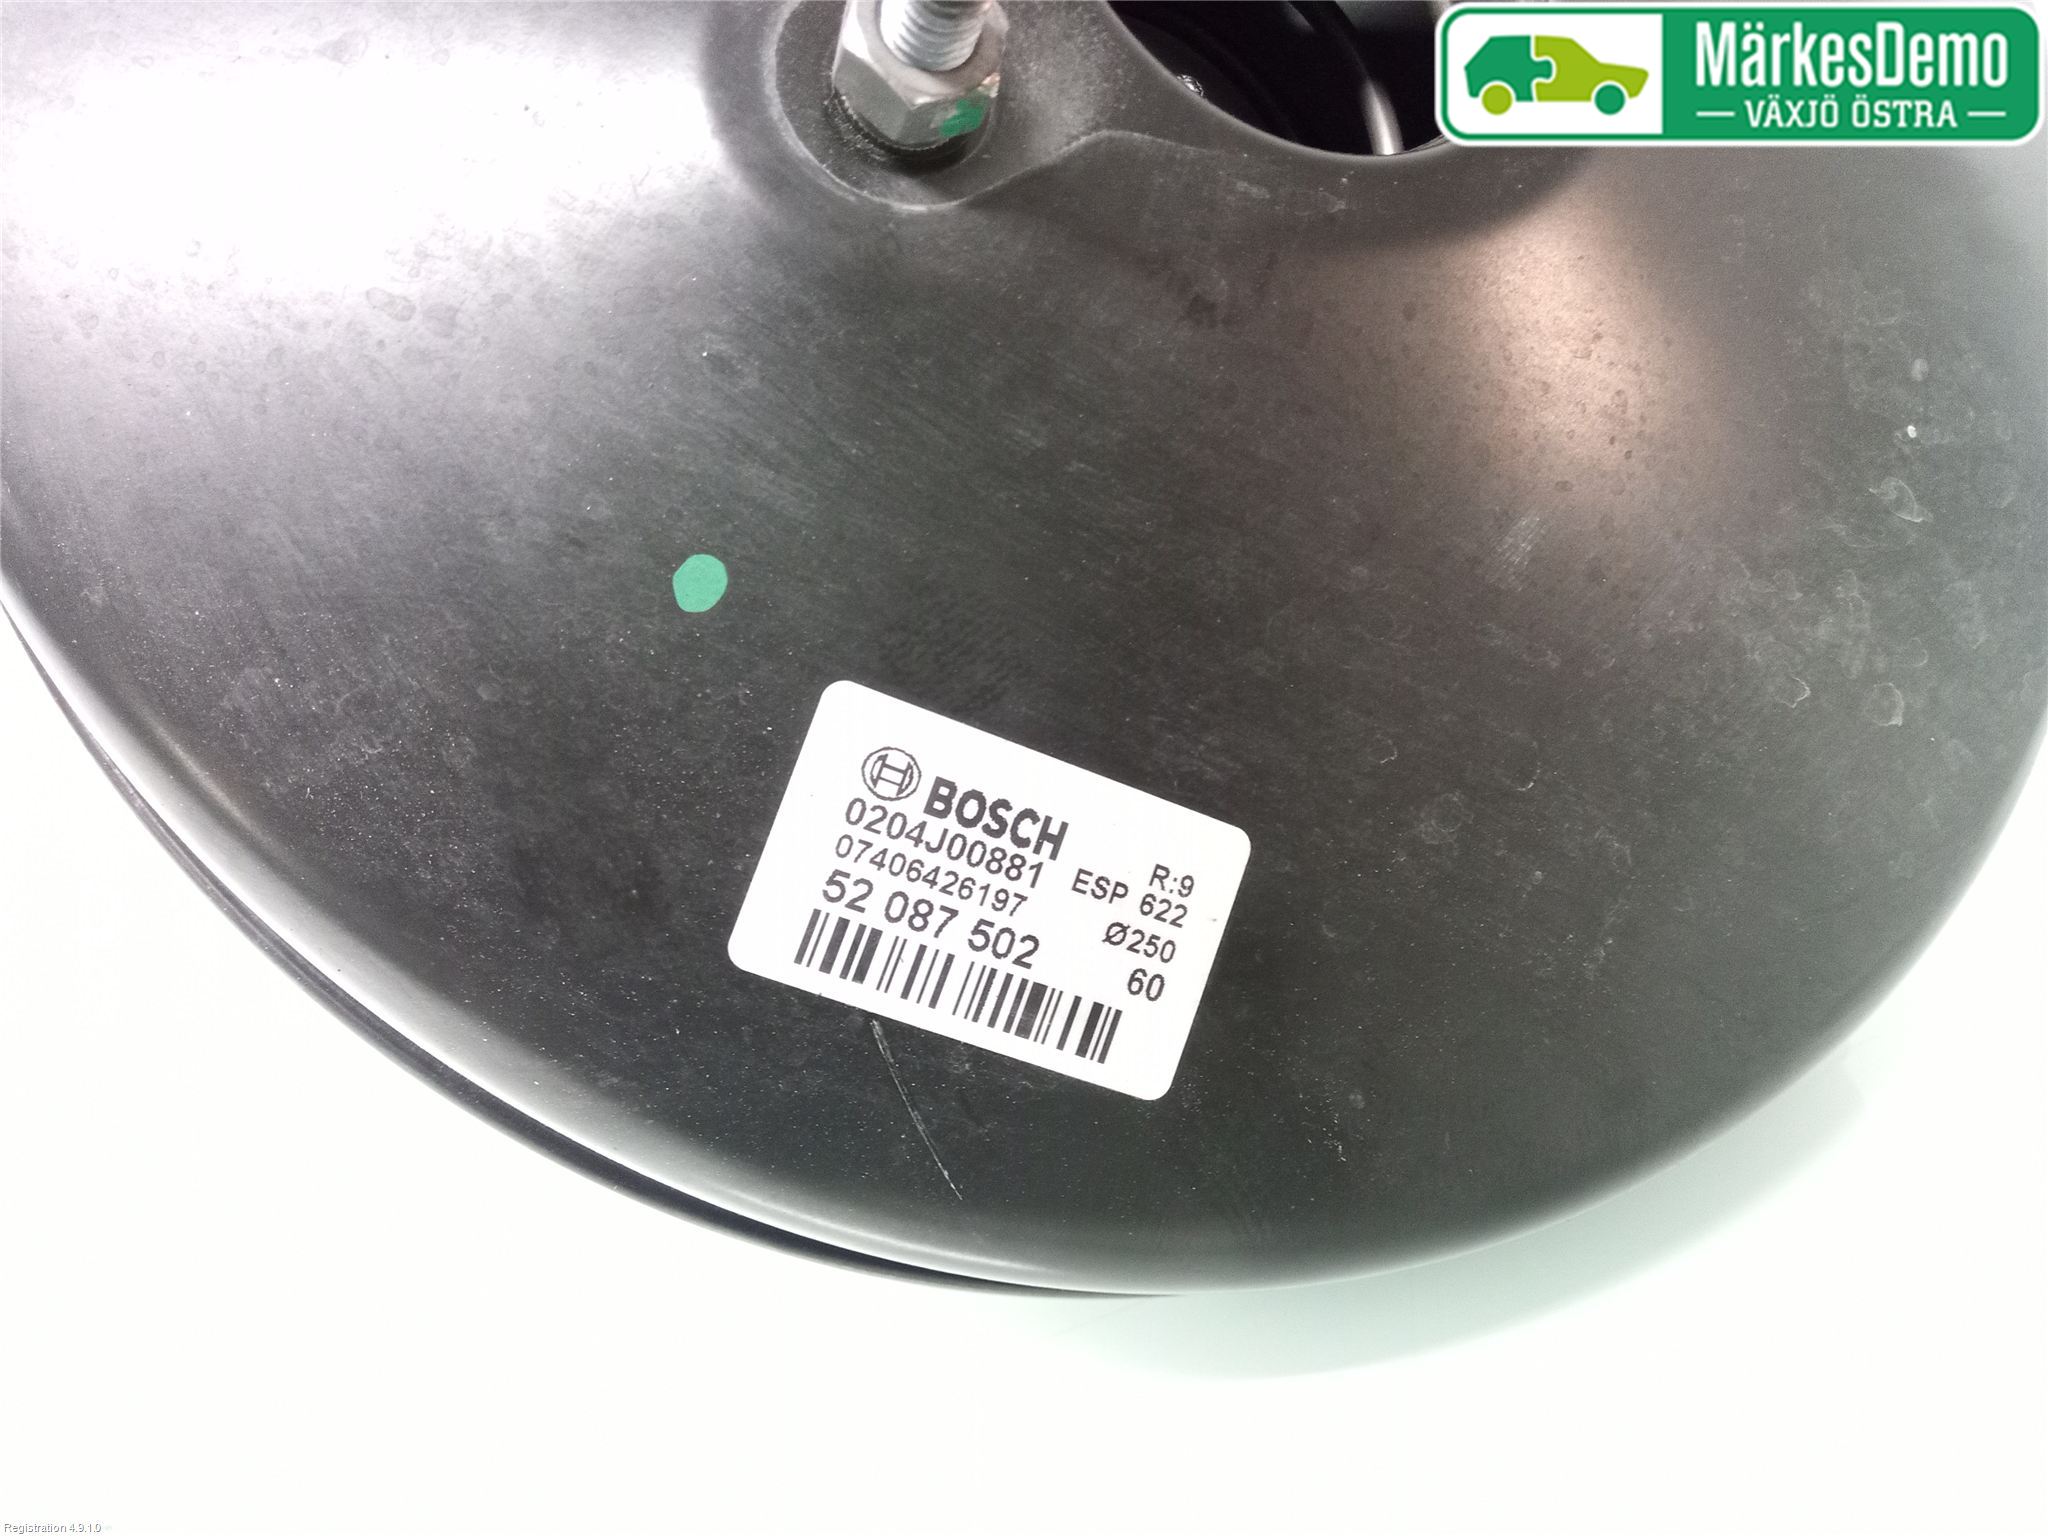 MärkesDemo
— VÄXJÖ ÖSTRA —
BOSCH
0204J00881 R:9
07406426197 ESP 622
52 087 502 Ø250
60
Registration 4.9.1.0